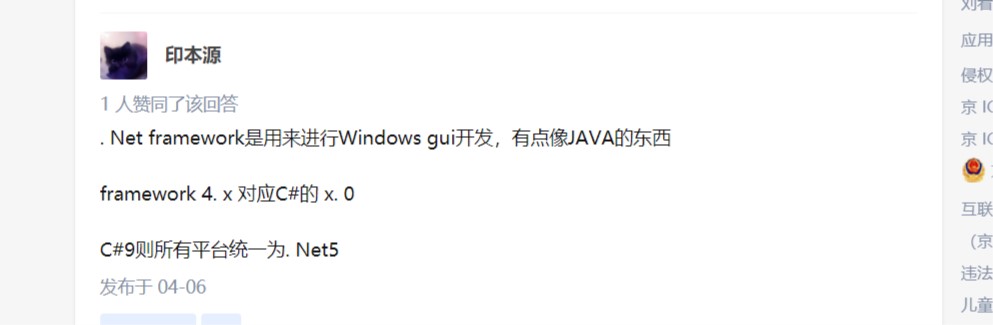 印本源
1 人赞同了该回答
. Net framework是用来进行Windows gui开发，有点像JAVA的东西
framework 4. x 对应C#的 x. 0
C#9则所有平台统一为. Net5
发布于 04-06
刘看
应用
侵权
京 IC
京 IC
互联
（京
违法
儿童